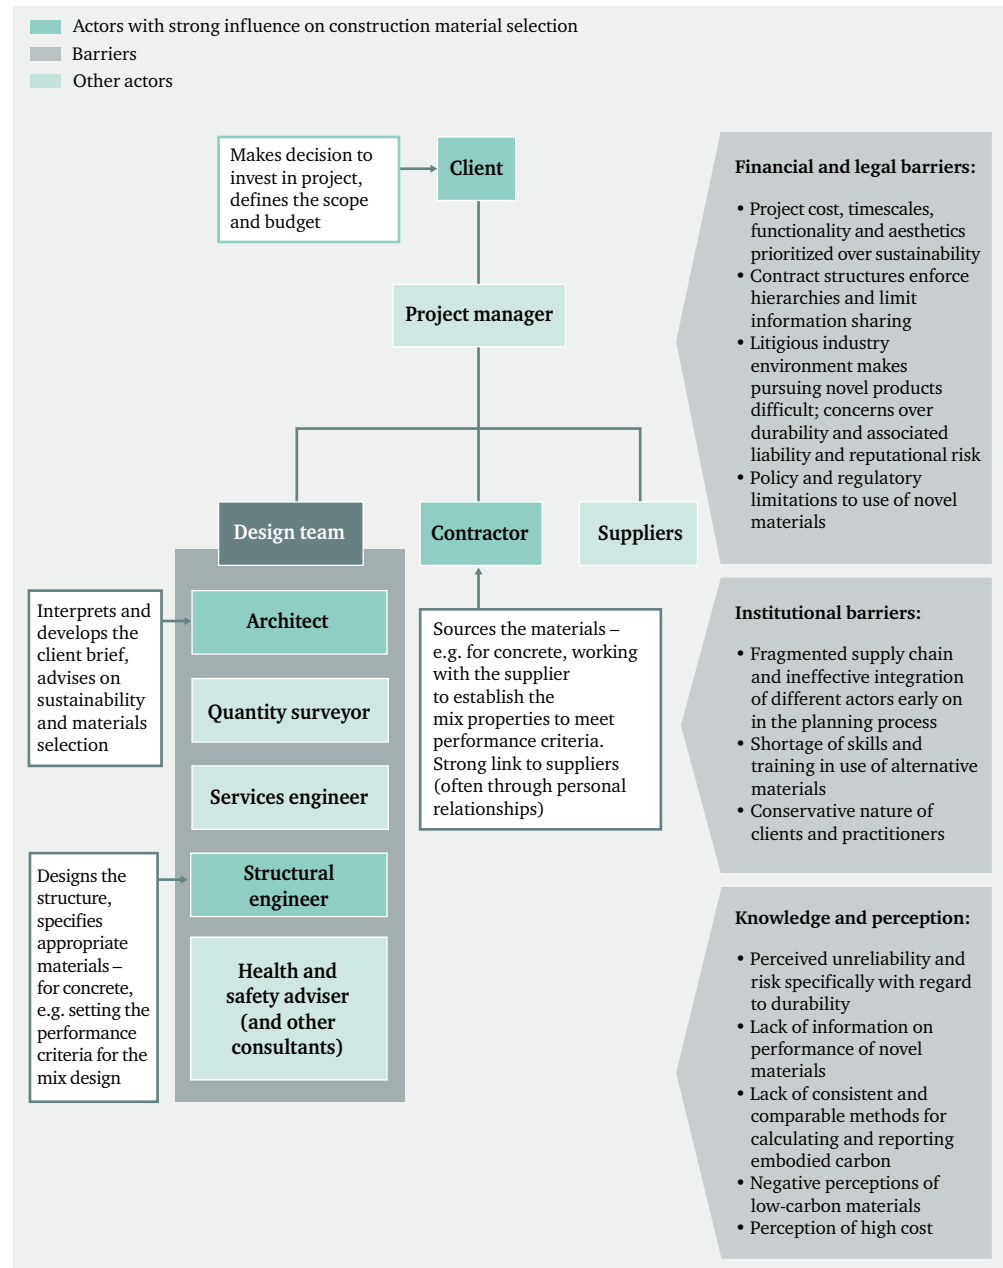 Actors with strong influence on construction material selection
Barriers
Other actors
Makes decision to
invest in project,
defines the scope
and budget
Client
Project manager
Design team
Contractor
Suppliers
Interprets and
develops the
client brief,
advises on
sustainability
and materials
selection
Architect
Quantity surveyor
Services engineer
Designs the
structure,
specifies
appropriate
materials –
for concrete,
e.g. setting the
performance
criteria for the
mix design
Structural
engineer
Health and
safety adviser
(and other
consultants)
Sources the materials –
e.g. for concrete, working
with the supplier
to establish the
mix properties to meet
performance criteria.
Strong link to suppliers
(often through personal
relationships)
Financial and legal barriers:
• Project cost, timescales,
functionality and aesthetics
prioritized over sustainability
• Contract structures enforce
hierarchies and limit
information sharing
• Litigious industry
environment makes
pursuing novel products
difficult; concerns over
durability and associated
liability and reputational risk
• Policy and regulatory
limitations to use of novel
materials
Institutional barriers:
• Fragmented supply chain
and ineffective integration
of different actors early on
in the planning process
• Shortage of skills and
training in use of alternative
materials
• Conservative nature of
clients and practitioners
Knowledge and perception:
• Perceived unreliability and
risk specifically with regard
to durability
• Lack of information on
performance of novel
materials
• Lack of consistent and
comparable methods for
calculating and reporting
embodied carbon
• Negative perceptions of
low-carbon materials
• Perception of high cost